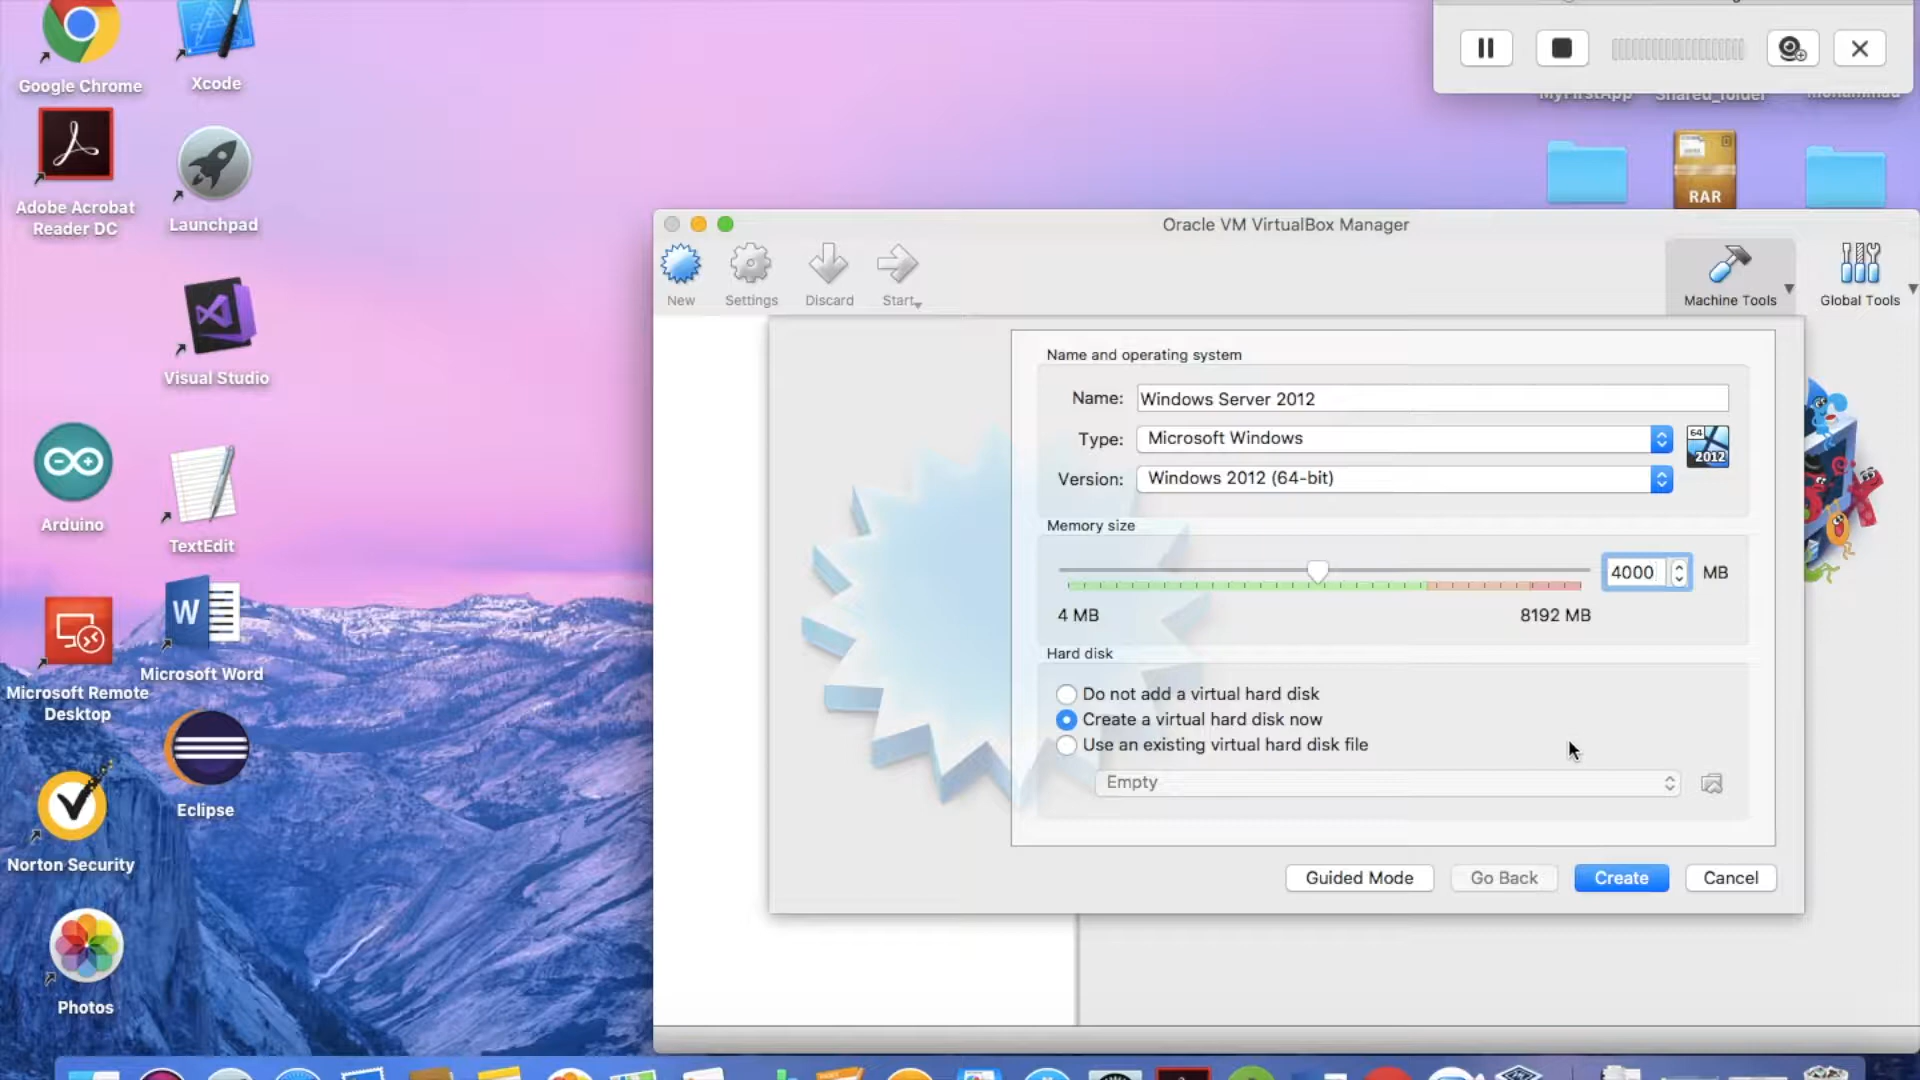 Google Chrome
Xcode
Adobe Acrobat
Reader DC
Launchpad
Visual Studio
Arduino
TextEdit
W
Microsoft Word
Microsoft Remote
Desktop
Eclipse
Norton Security
Photos
MyFirstApp
Shared_folder
Mohammad
RAR
Oracle VM VirtualBox Manager
New
Settings
Discard
Start
Machine Tools
Global Tools
Name and operating system
Name:
Windows Server 2012
Type:
Microsoft Windows
64
2012
Version:
Windows 2012 (64-bit)
Memory size
4000
MB
4 MB
8192 MB
Hard disk
Do not add a virtual hard disk
Create a virtual hard disk now
Use an existing virtual hard disk file
Empty
Guided Mode
Go Back
Create
Cancel